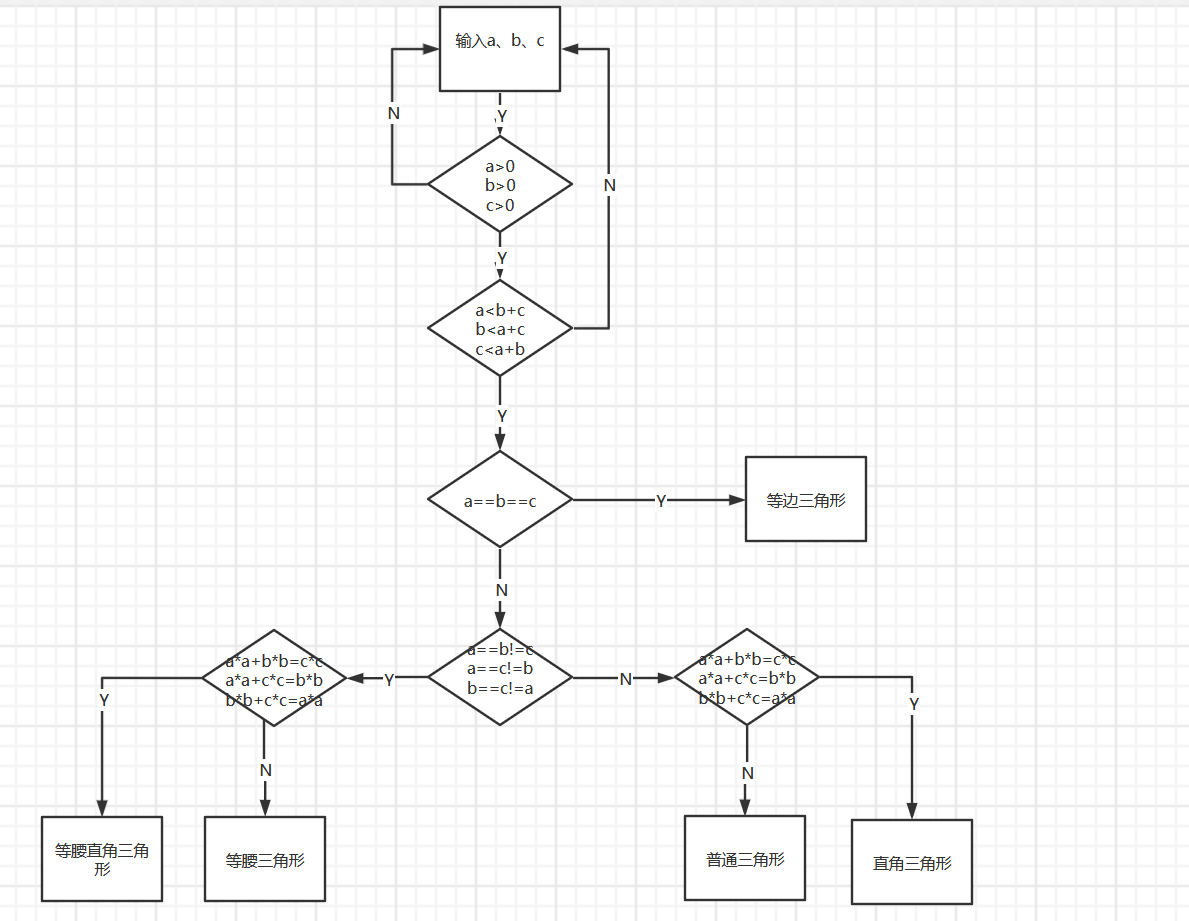 输入a、b、c
N
Y
a>0
b>0
c>0
N
Y
a<b+c
b<a+c
c<a+b
Y
a==b==c
Y
等边三角形
N
a*a+b*b=c*c
a*a+c*c=b*b
b*b+c*c=a*a
Y
a==b!=c
a==c!=b
b==c!=a
N
a*a+b*b=c*c
a*a+c*c=b*b
b*b+c*c=a*a
Y
Y
N
N
等腰直角三角
形
等腰三角形
普通三角形
直角三角形